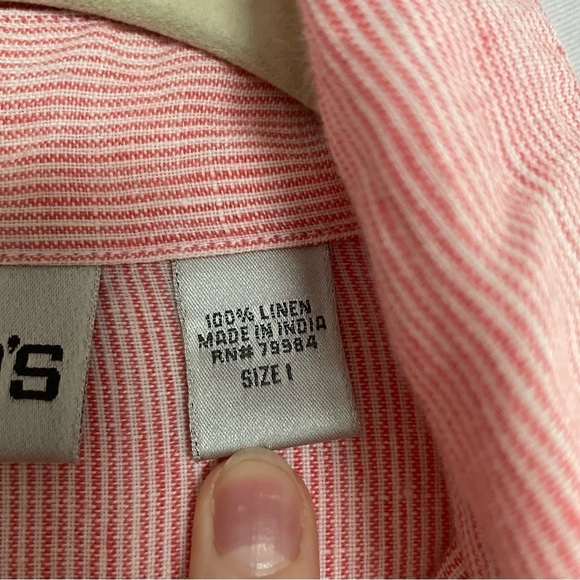 'S
100% LINEN
MADE IN INDIA
RN# 79984
SIZE 1